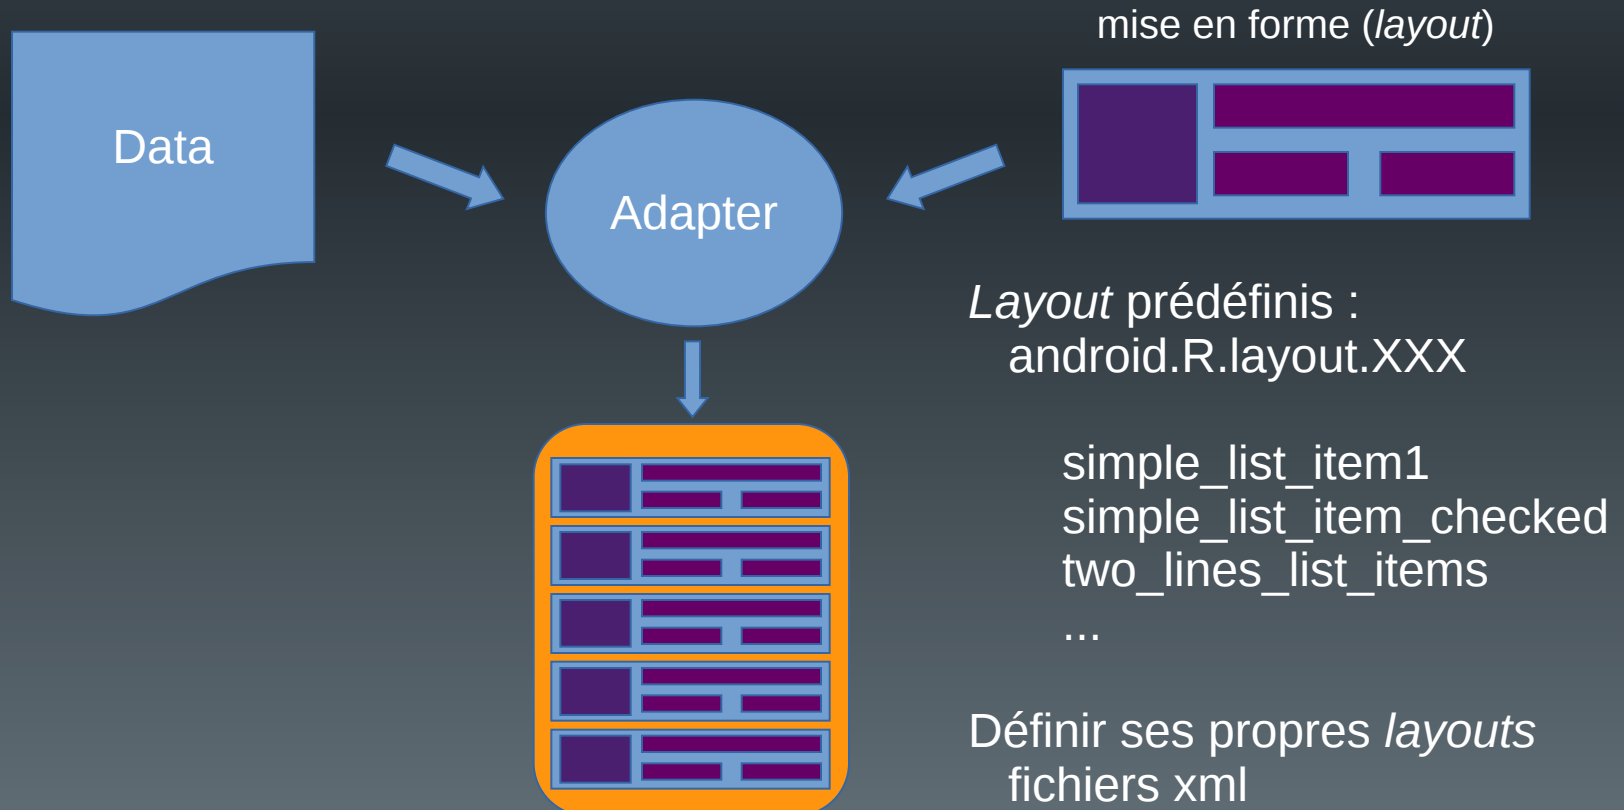 mise en forme (layout)
Data
Adapter
Layout prédéfinis :
android.R.layout.XXX
simple_list_item1
simple_list_item_checked
two_lines_list_items
...
Définir ses propres layouts
fichiers xml